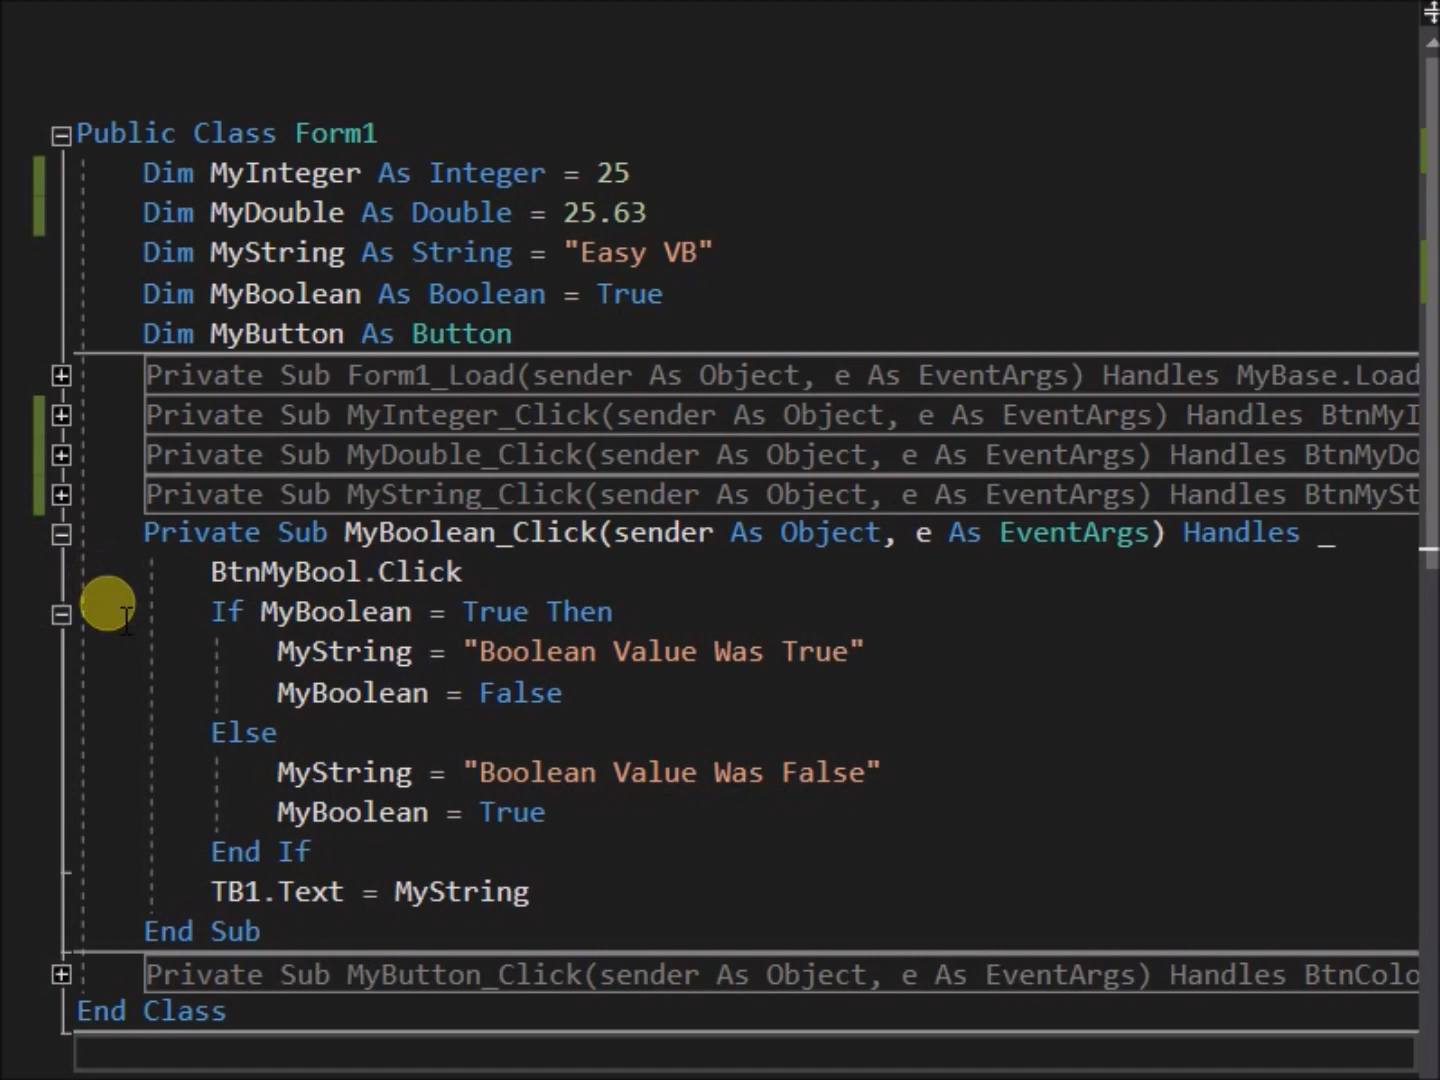 Public Class Form1
Dim MyInteger As Integer = 25
Dim MyDouble As Double = 25.63
Dim MyString As String = "Easy VB"
Dim MyBoolean As Boolean = True
Dim MyButton As Button
Private Sub Form1_Load(sender As Object, e As EventArgs) Handles MyBase.Load
Private Sub MyInteger_Click(sender As Object, e As EventArgs) Handles BtnMyI
Private Sub MyDouble_Click(sender As Object, e As EventArgs) Handles BtnMyDo
Private Sub MyString_Click(sender As Object, e As EventArgs) Handles BtnMySt
Private Sub MyBoolean_Click(sender As Object, e As EventArgs) Handles _
BtnMyBool.Click
If MyBoolean = True Then
MyString = "Boolean Value Was True"
MyBoolean = False
Else
MyString = "Boolean Value Was False"
MyBoolean = True
End If
TB1.Text = MyString
End Sub
Private Sub MyButton_Click(sender As Object, e As EventArgs) Handles BtnColo
End Class